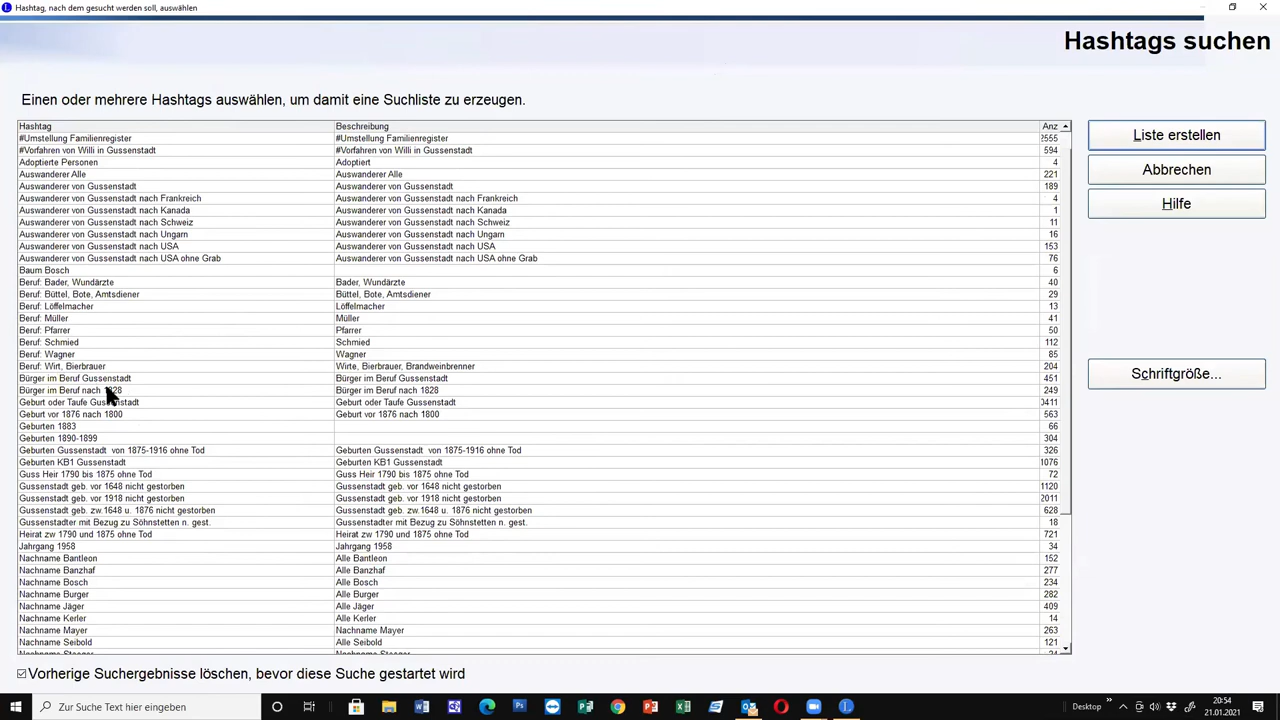 Hashtag, nach dem gesucht werden soll, auswählen
Hashtags suchen
Einen oder mehrere Hashtags auswählen, um damit eine Suchliste zu erzeugen.
Hashtag Beschreibung Anz
#Umstellung Familienregister #Umstellung Familienregister 2555
#Vorfahren von Willi in Gussenstadt #Vorfahren von Willi in Gussenstadt 594
Adoptierte Personen Adoptiert 4
Auswanderer Alle Auswanderer Alle 221
Auswanderer von Gussenstadt Auswanderer von Gussenstadt 189
Auswanderer von Gussenstadt nach Frankreich Auswanderer von Gussenstadt nach Frankreich 4
Auswanderer von Gussenstadt nach Kanada Auswanderer von Gussenstadt nach Kanada 1
Auswanderer von Gussenstadt nach Schweiz Auswanderer von Gussenstadt nach Schweiz 11
Auswanderer von Gussenstadt nach Ungarn Auswanderer von Gussenstadt nach Ungarn 16
Auswanderer von Gussenstadt nach USA Auswanderer von Gussenstadt nach USA 153
Auswanderer von Gussenstadt nach USA ohne Grab Auswanderer von Gussenstadt nach USA ohne Grab 76
Baum Bosch 6
Beruf: Bader, Wundärzte Bader, Wundärzte 40
Beruf: Büttel, Bote, Amtsdiener Büttel, Bote, Amtsdiener 29
Beruf: Löffelmacher Löffelmacher 13
Beruf: Müller Müller 41
Beruf: Pfarrer Pfarrer 50
Beruf: Schmied Schmied 112
Beruf: Wagner Wagner 85
Beruf: Wirt, Bierbrauer Wirte, Bierbrauer, Brandweinbrenner 204
Bürger im Beruf Gussenstadt Bürger im Beruf Gussenstadt 451
Bürger im Beruf nach 1828 Bürger im Beruf nach 1828 249
Geburt oder Taufe Gussenstadt Geburt oder Taufe Gussenstadt 0411
Geburt vor 1876 nach 1800 Geburt vor 1876 nach 1800 563
Geburten 1883 66
Geburten 1890-1899 304
Geburten Gussenstadt von 1875-1916 ohne Tod Geburten Gussenstadt von 1875-1916 ohne Tod 326
Geburten KB1 Gussenstadt Geburten KB1 Gussenstadt 1076
Guss Heir 1790 bis 1875 ohne Tod Guss Heir 1790 bis 1875 ohne Tod 72
Gussenstadt geb. vor 1648 nicht gestorben Gussenstadt geb. vor 1648 nicht gestorben 1120
Gussenstadt geb. vor 1918 nicht gestorben Gussenstadt geb. vor 1918 nicht gestorben 2011
Gussenstadt geb. zw.1648 u. 1876 nicht gestorben Gussenstadt geb. zw.1648 u. 1876 nicht gestorben 628
Gussenstadter mit Bezug zu Söhnstetten n. gest. Gussenstadter mit Bezug zu Söhnstetten n. gest. 18
Heirat zw 1790 und 1875 ohne Tod Heirat zw 1790 und 1875 ohne Tod 721
Jahrgang 1958 Jahrgang 1958 34
Nachname Bantleon Alle Bantleon 152
Nachname Banzhaf Alle Banzhaf 277
Nachname Bosch Alle Bosch 234
Nachname Burger Alle Burger 282
Nachname Jäger Alle Jäger 409
Nachname Kerler Alle Kerler 14
Nachname Mayer Nachname Mayer 263
Nachname Seibold Alle Seibold 121
Liste erstellen
Abbrechen
Hilfe
Schriftgröße...
Vorherige Suchergebnisse löschen, bevor diese Suche gestartet wird
Zur Suche Text hier eingeben
Desktop
20:54
21.01.2021